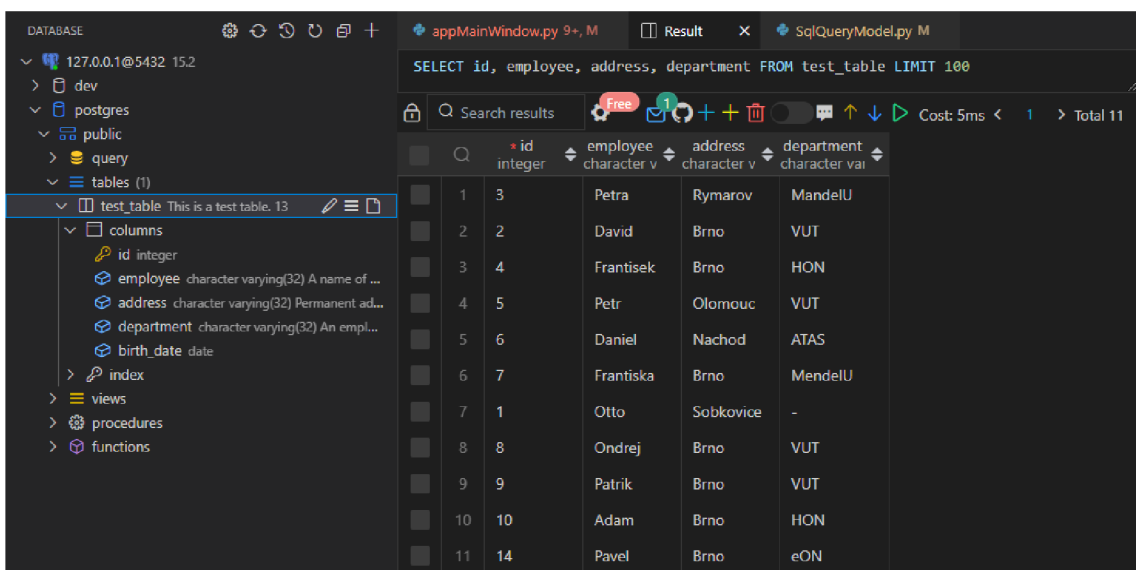 DATABASE
127.0.0.1@5432 15.2
dev
postgres
public
query
tables (1)
test_table This is a test table. 13
columns
id integer
employee character varying(32) A name of ...
address character varying(32) Permanent ad...
department character varying(32) An empl...
birth_date date
index
views
procedures
functions
appMainWindow.py 9+, M Result × SqlQueryModel.py M
SELECT id, employee, address, department FROM test_table LIMIT 100
Search results Free 1 Cost: 5ms < 1 > Total 11
* id employee address department
integer character v character v character var
1 3 Petra Rymarov MandelU
2 2 David Brno VUT
3 4 Frantisek Brno HON
4 5 Petr Olomouc VUT
5 6 Daniel Nachod ATAS
6 7 Frantiska Brno MendelU
7 1 Otto Sobkovice -
8 8 Ondrej Brno VUT
9 9 Patrik Brno VUT
10 10 Adam Brno HON
11 14 Pavel Brno eON